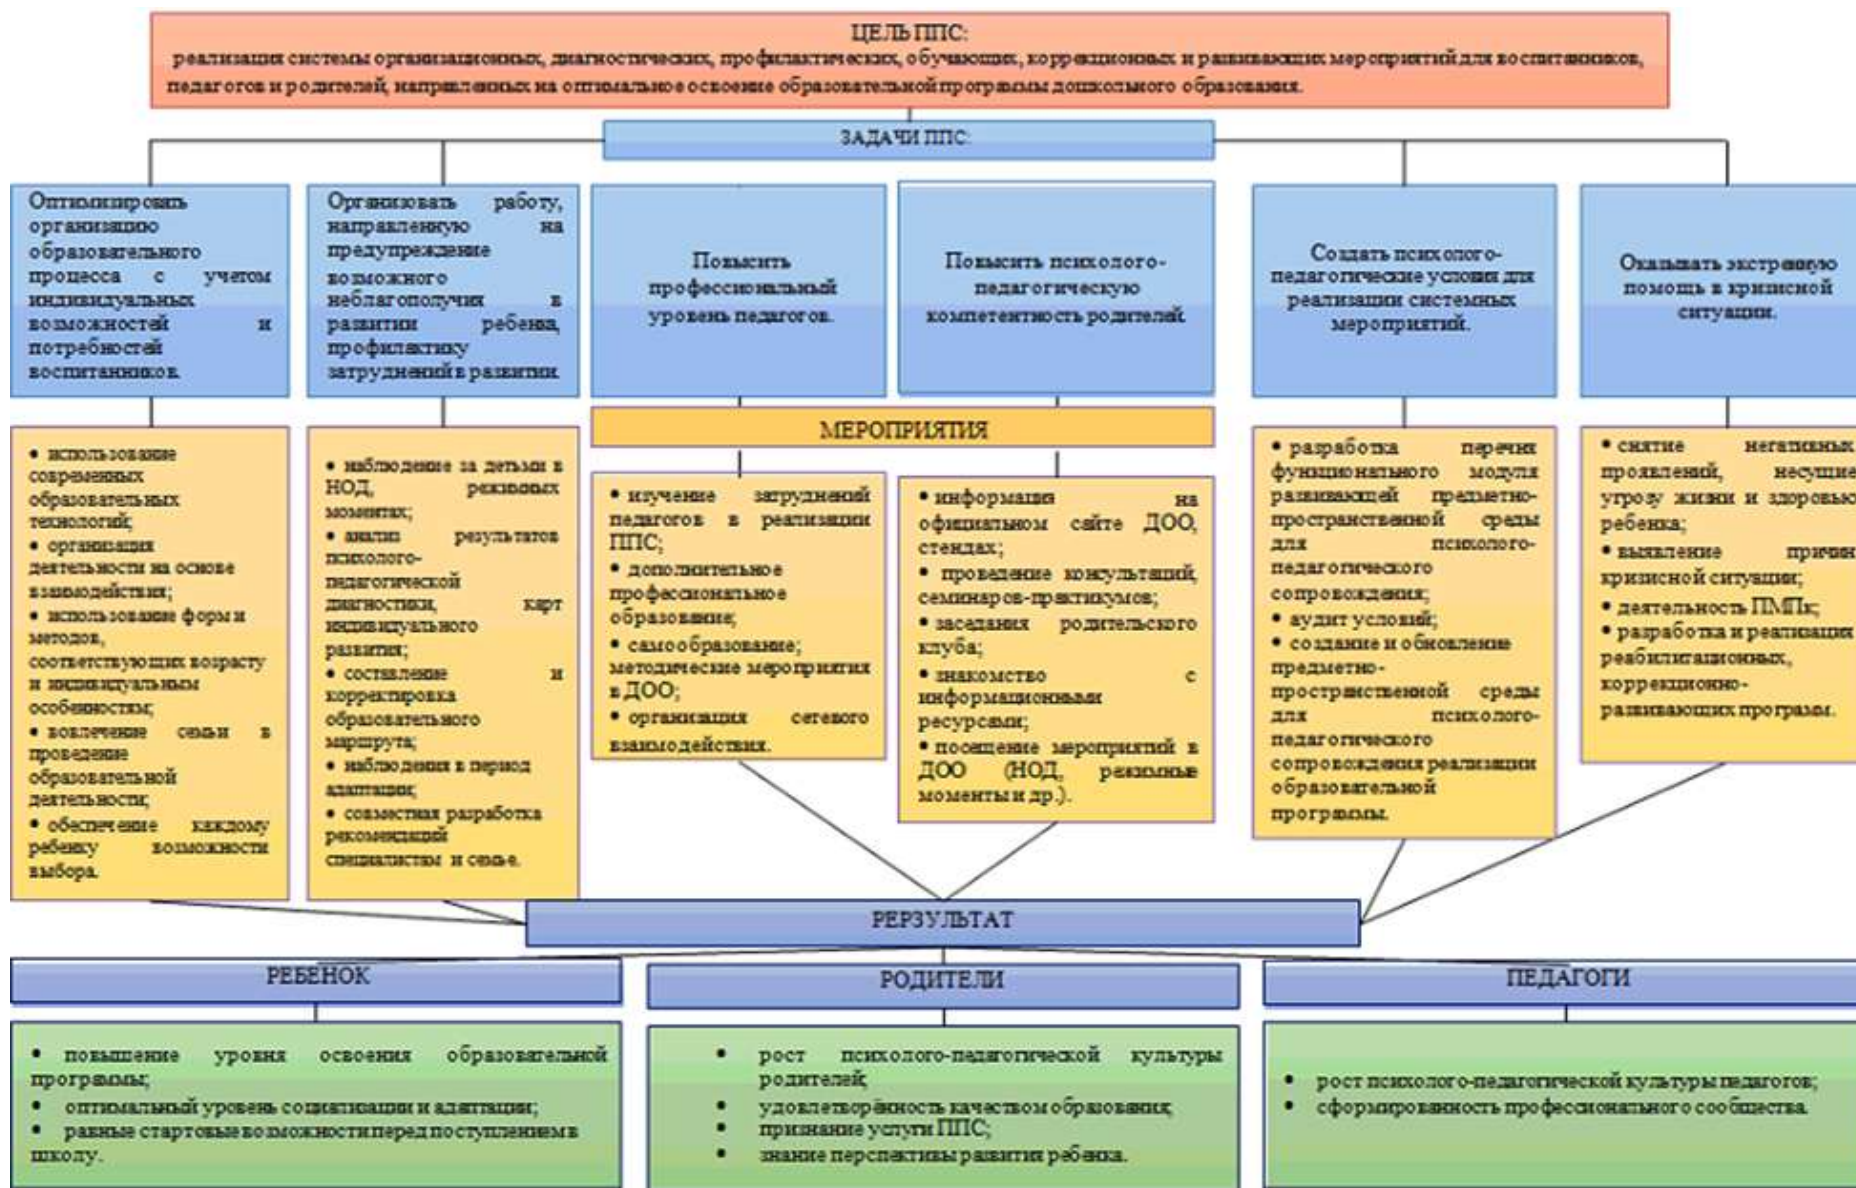 ЦЕЛЬ ППС:
реализация системы организационных, диагностических, профилактических, обучающих, коррекционных и развивающих мероприятий для воспитанников,
педагогов и родителей, направленных на оптимальное освоение образовательной программы дошкольного образования.
ЗАДАЧИ ППС:
Оптимизировать
организацию
образовательного
процесса с учетом
индивидуальных
возможностей и
потребностей
воспитанников.
Организовать работу,
направленную на
предупреждение
возможного
неблагополучия в
развитии ребенка,
профилактику
затруднений в развитии.
Повысить
профессиональный
уровень педагогов.
Повысить психолого-
педагогическую
компетентность родителей.
Создать психолого-
педагогические условия для
реализации системных
мероприятий.
Оказывать экстренную
помощь в кризисной
ситуации.
МЕРОПРИЯТИЯ
• использование
современных
образовательных
технологий;
• организация
деятельности на основе
взаимодействия;
• использование форм и
методов,
соответствующих возрасту
и индивидуальным
особенностям;
• вовлечение семьи в
проведение
образовательной
деятельности;
• обеспечение каждому
ребенку возможности
выбора.
• наблюдение за детьми в
НОД, режимных
моментах;
• анализ результатов
психолого-
педагогической
диагностики, карт
индивидуального
развития;
• составление и
корректировка
образовательного
маршрута;
• наблюдения в период
адаптации;
• совместная разработка
рекомендаций
специалистам и семье.
• изучение затруднений
педагогов в реализации
ППС;
• дополнительное
профессиональное
образование;
• самообразование;
методические мероприятия
в ДОО;
• организация сетевого
взаимодействия.
• информация на
официальном сайте ДОО,
стендах;
• проведение консультаций,
семинаров-практикумов;
• заседания родительского
клуба;
• знакомство с
информационными
ресурсами;
• посещение мероприятий в
ДОО (НОД, режимные
моменты и др.).
• разработка перечня
функционального модуля
развивающей предметно-
пространственной среды
для психолого-
педагогического
сопровождения;
• аудит условий;
• создание и обновление
предметно-
пространственной среды
для психолого-
педагогического
сопровождения реализации
образовательной
программы.
• снятие негативных
проявлений, несущие
угрозу жизни и здоровью
ребенка;
• выявление причин
кризисной ситуации;
• деятельность ПМПк;
• разработка и реализация
реабилитационных,
коррекционно-
развивающих программ.
РЕРЗУЛЬТАТ
РЕБЕНОК
• повышение уровня освоения образовательной
программы;
• оптимальный уровень социализации и адаптации;
• равные стартовые возможности перед поступлением в
школу.
РОДИТЕЛИ
• рост психолого-педагогической культуры
родителей;
• удовлетворённость качеством образования;
• признание услуги ППС;
• знание перспективы развития ребенка.
ПЕДАГОГИ
• рост психолого-педагогической культуры педагогов;
• сформированность профессионального сообщества.